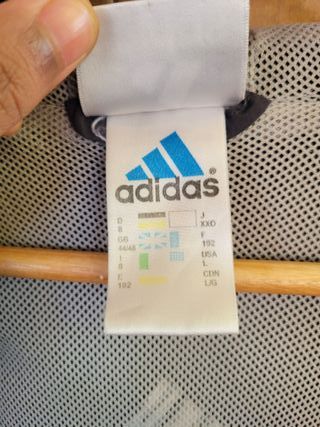 adidas®
D J
8 XXO
GB F
44/46 192
I USA
8 L
E CDN
192 L/G